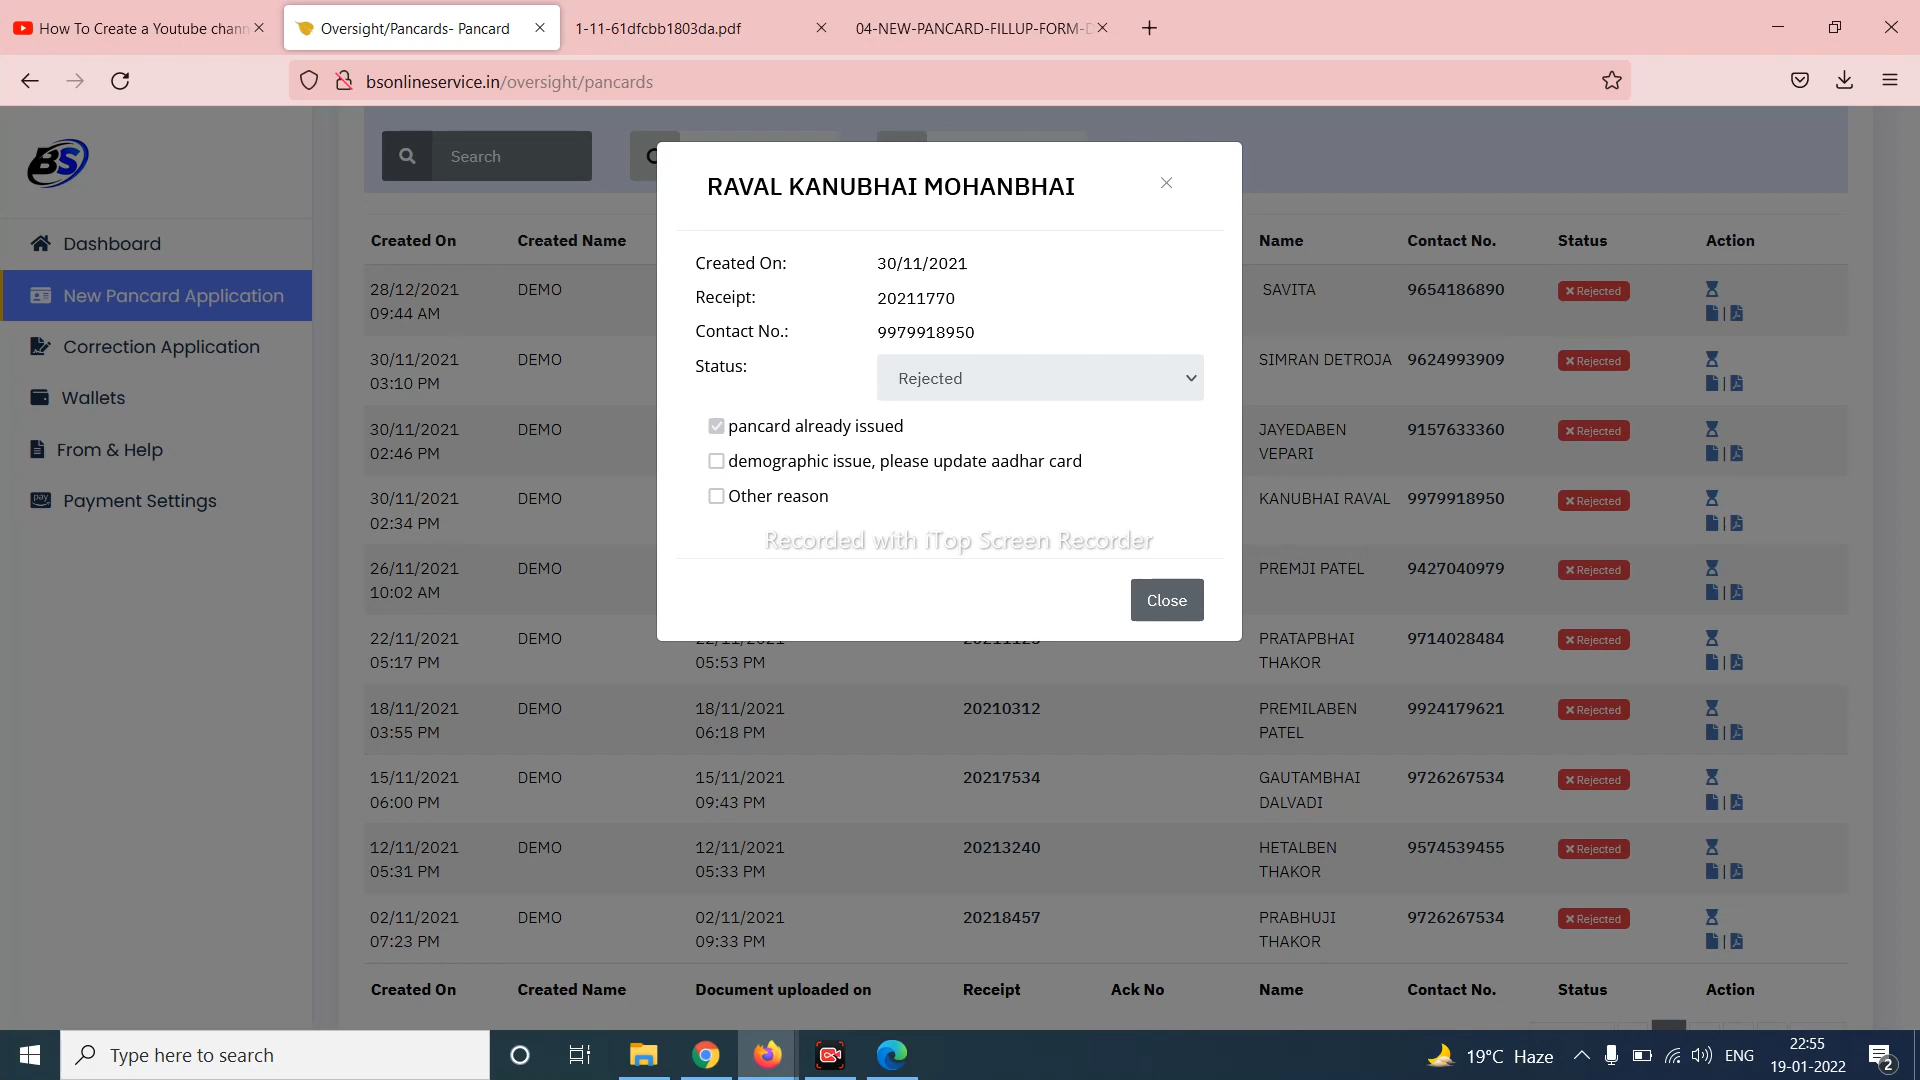 How To Create a Youtube chann
Oversight/Pancards- Pancard
1-11-61dfcbb1803da.pdf
04-NEW-PANCARD-FILLUP-FORM-D
bsonlineservice.in/oversight/pancards
BS
Dashboard
New Pancard Application
Correction Application
Wallets
From & Help
Payment Settings
Search
RAVAL KANUBHAI MOHANBHAI
Created On: 30/11/2021
Receipt: 20211770
Contact No.: 9979918950
Status: Rejected
pancard already issued
demographic issue, please update aadhar card
Other reason
Recorded with iTop Screen Recorder
Close
Created On Created Name Name Contact No. Status Action
28/12/2021 DEMO SAVITA 9654186890 Rejected
09:44 AM
30/11/2021 DEMO SIMRAN DETROJA 9624993909 Rejected
03:10 PM
30/11/2021 DEMO JAYEDABEN 9157633360 Rejected
02:46 PM VEPARI
30/11/2021 DEMO KANUBHAI RAVAL 9979918950 Rejected
02:34 PM
26/11/2021 DEMO PREMJI PATEL 9427040979 Rejected
10:02 AM
22/11/2021 DEMO PRATAPBHAI 9714028484 Rejected
05:17 PM 05:53 PM THAKOR
18/11/2021 DEMO 18/11/2021 20210312 PREMILABEN 9924179621 Rejected
03:55 PM 06:18 PM PATEL
15/11/2021 DEMO 15/11/2021 20217534 GAUTAMBHAI 9726267534 Rejected
06:00 PM 09:43 PM DALVADI
12/11/2021 DEMO 12/11/2021 20213240 HETALBEN 9574539455 Rejected
05:31 PM 05:33 PM THAKOR
02/11/2021 DEMO 02/11/2021 20218457 PRABHUJI 9726267534 Rejected
07:23 PM 09:33 PM THAKOR
Created On Created Name Document uploaded on Receipt Ack No Name Contact No. Status Action
Type here to search
19°C Haze
ENG
22:55
19-01-2022
2